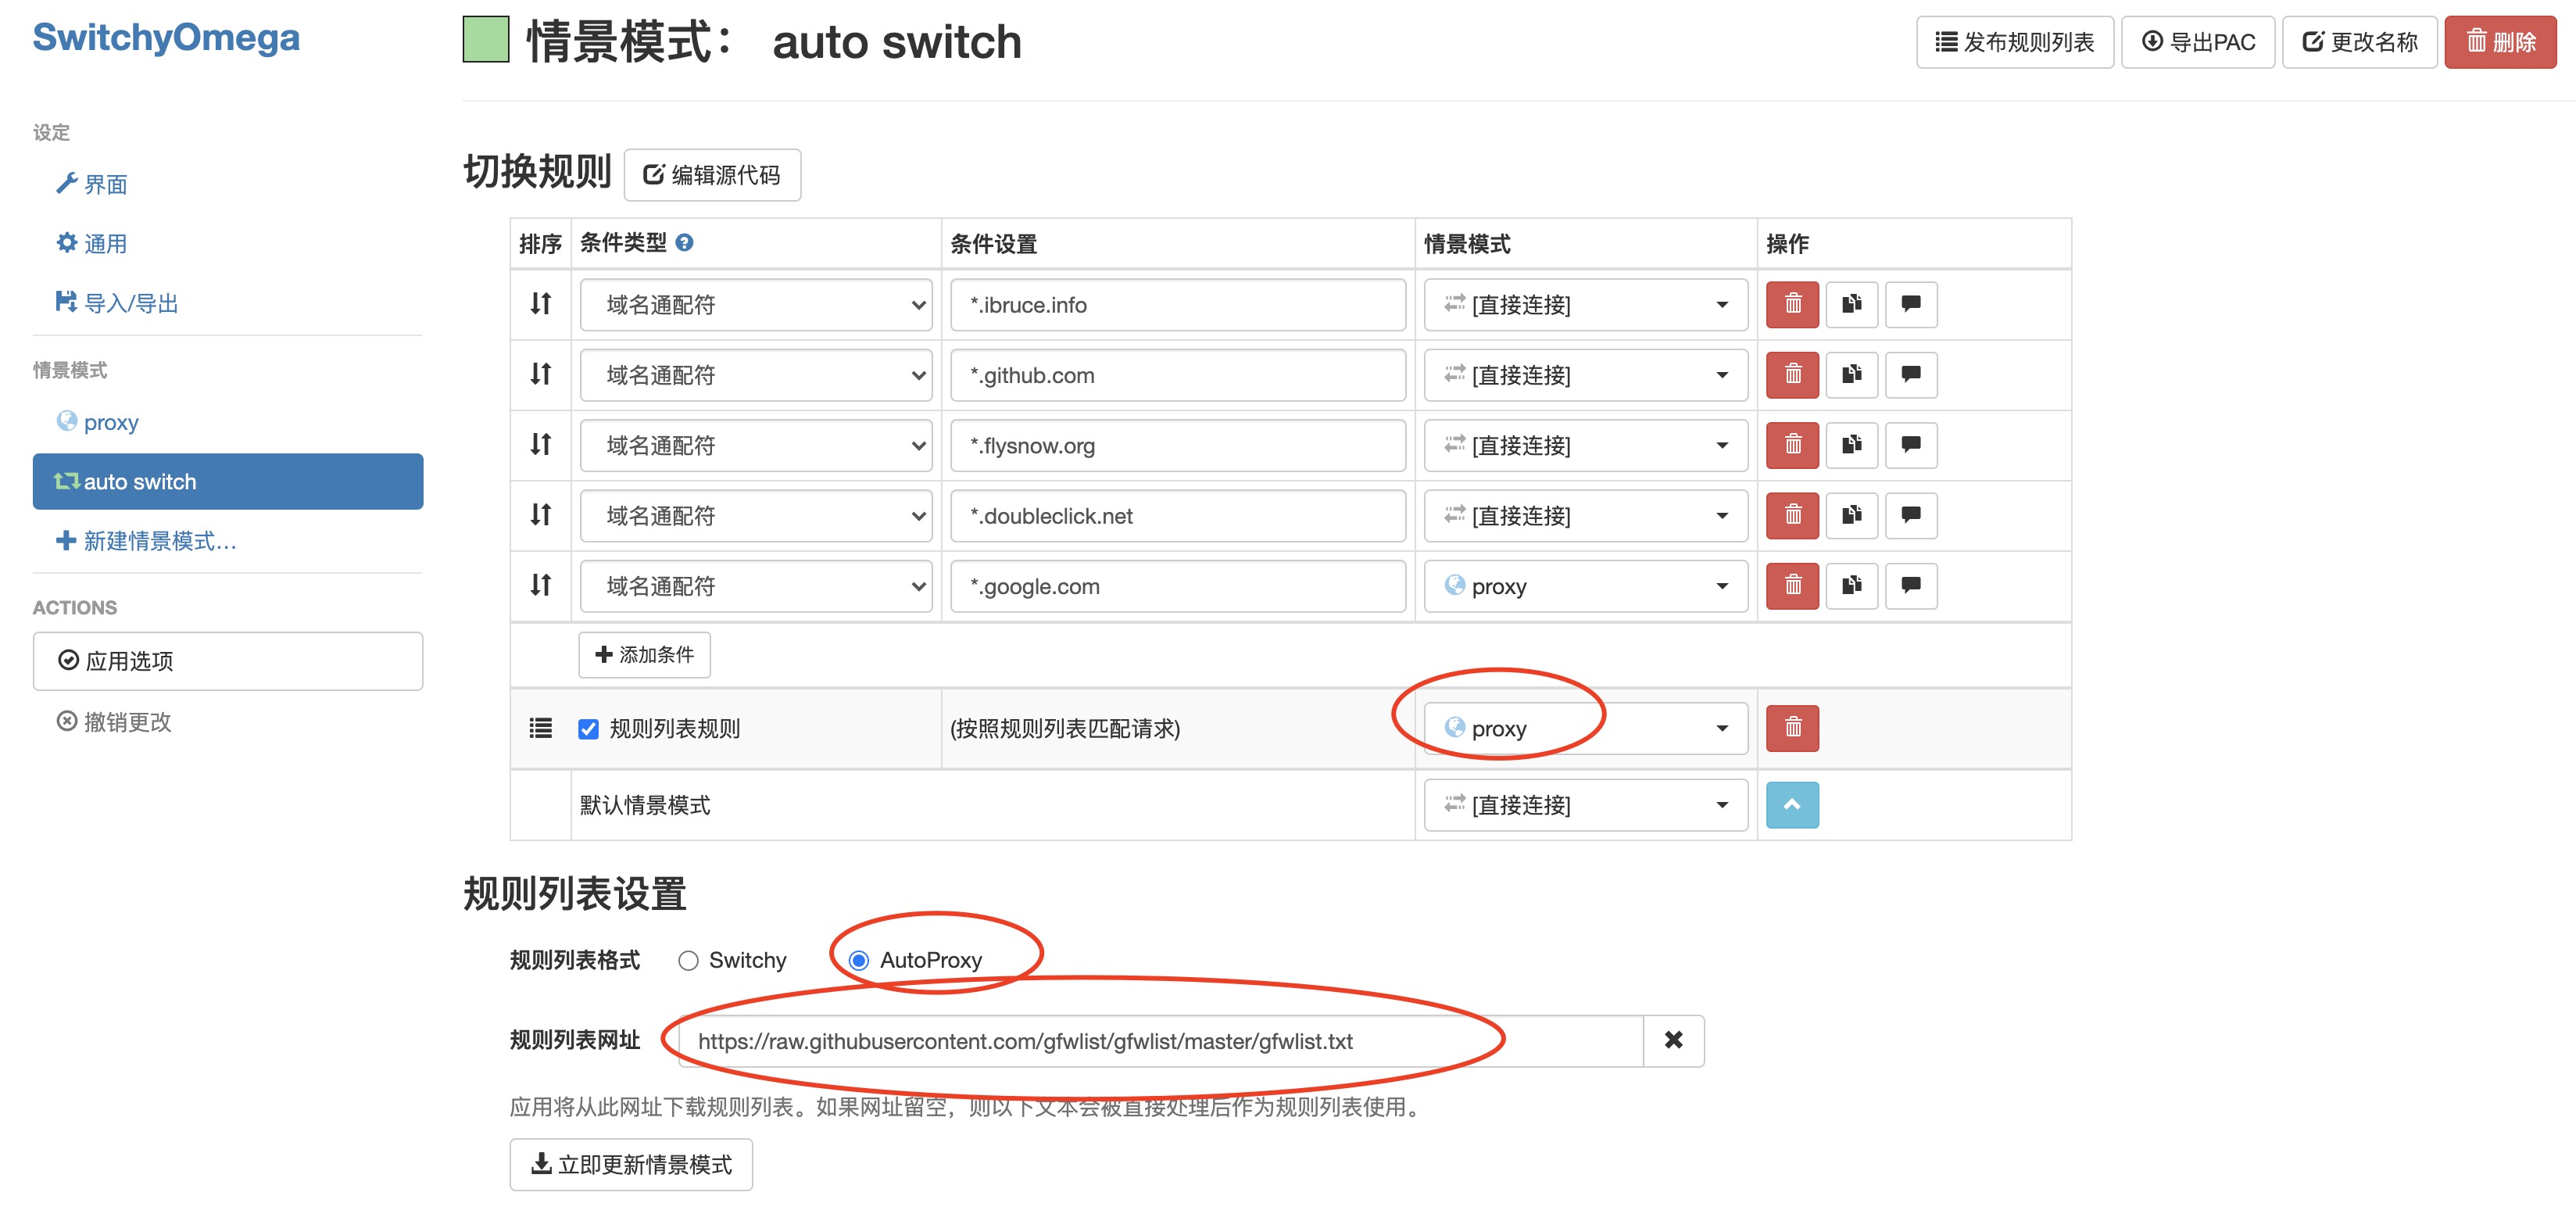 SwitchyOmega
设定
界面
通用
导入/导出
情景模式
proxy
auto switch
新建情景模式...
ACTIONS
应用选项
撤销更改
情景模式： auto switch
发布规则列表
导出PAC
更改名称
删除
切换规则
编辑源代码
排序 条件类型 条件设置 情景模式 操作
域名通配符 *.ibruce.info [直接连接]
域名通配符 *.github.com [直接连接]
域名通配符 *.flysnow.org [直接连接]
域名通配符 *.doubleclick.net [直接连接]
域名通配符 *.google.com proxy
添加条件
规则列表规则 (按照规则列表匹配请求) proxy
默认情景模式 [直接连接]
规则列表设置
规则列表格式 Switchy AutoProxy
规则列表网址 https://raw.githubusercontent.com/gfwlist/gfwlist/master/gfwlist.txt
应用将从此网址下载规则列表。如果网址留空，则以下文本会被直接处理后作为规则列表使用。
立即更新情景模式